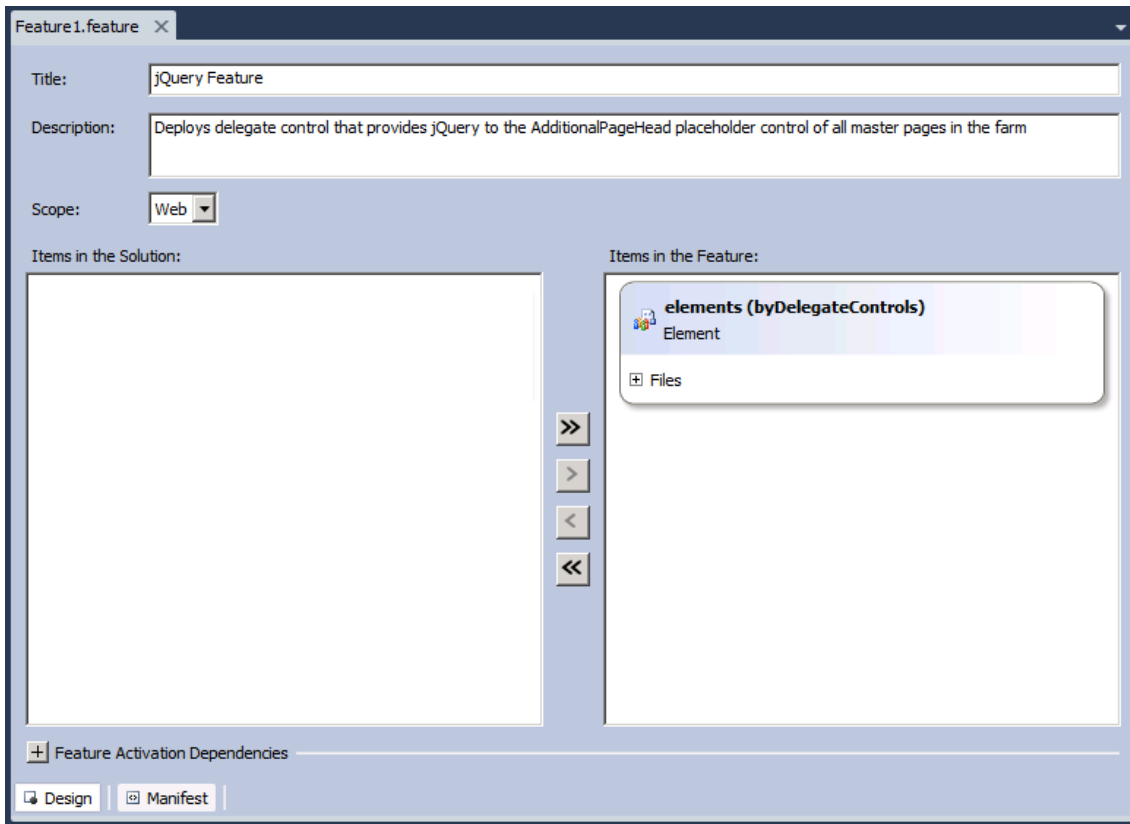 Feature1.feature
Title:
jQuery Feature
Description:
Deploys delegate control that provides jQuery to the AdditionalPageHead placeholder control of all master pages in the farm
Scope:
Web
Items in the Solution:
Items in the Feature:
elements (byDelegateControls)
Element
Files
Feature Activation Dependencies
Design
Manifest